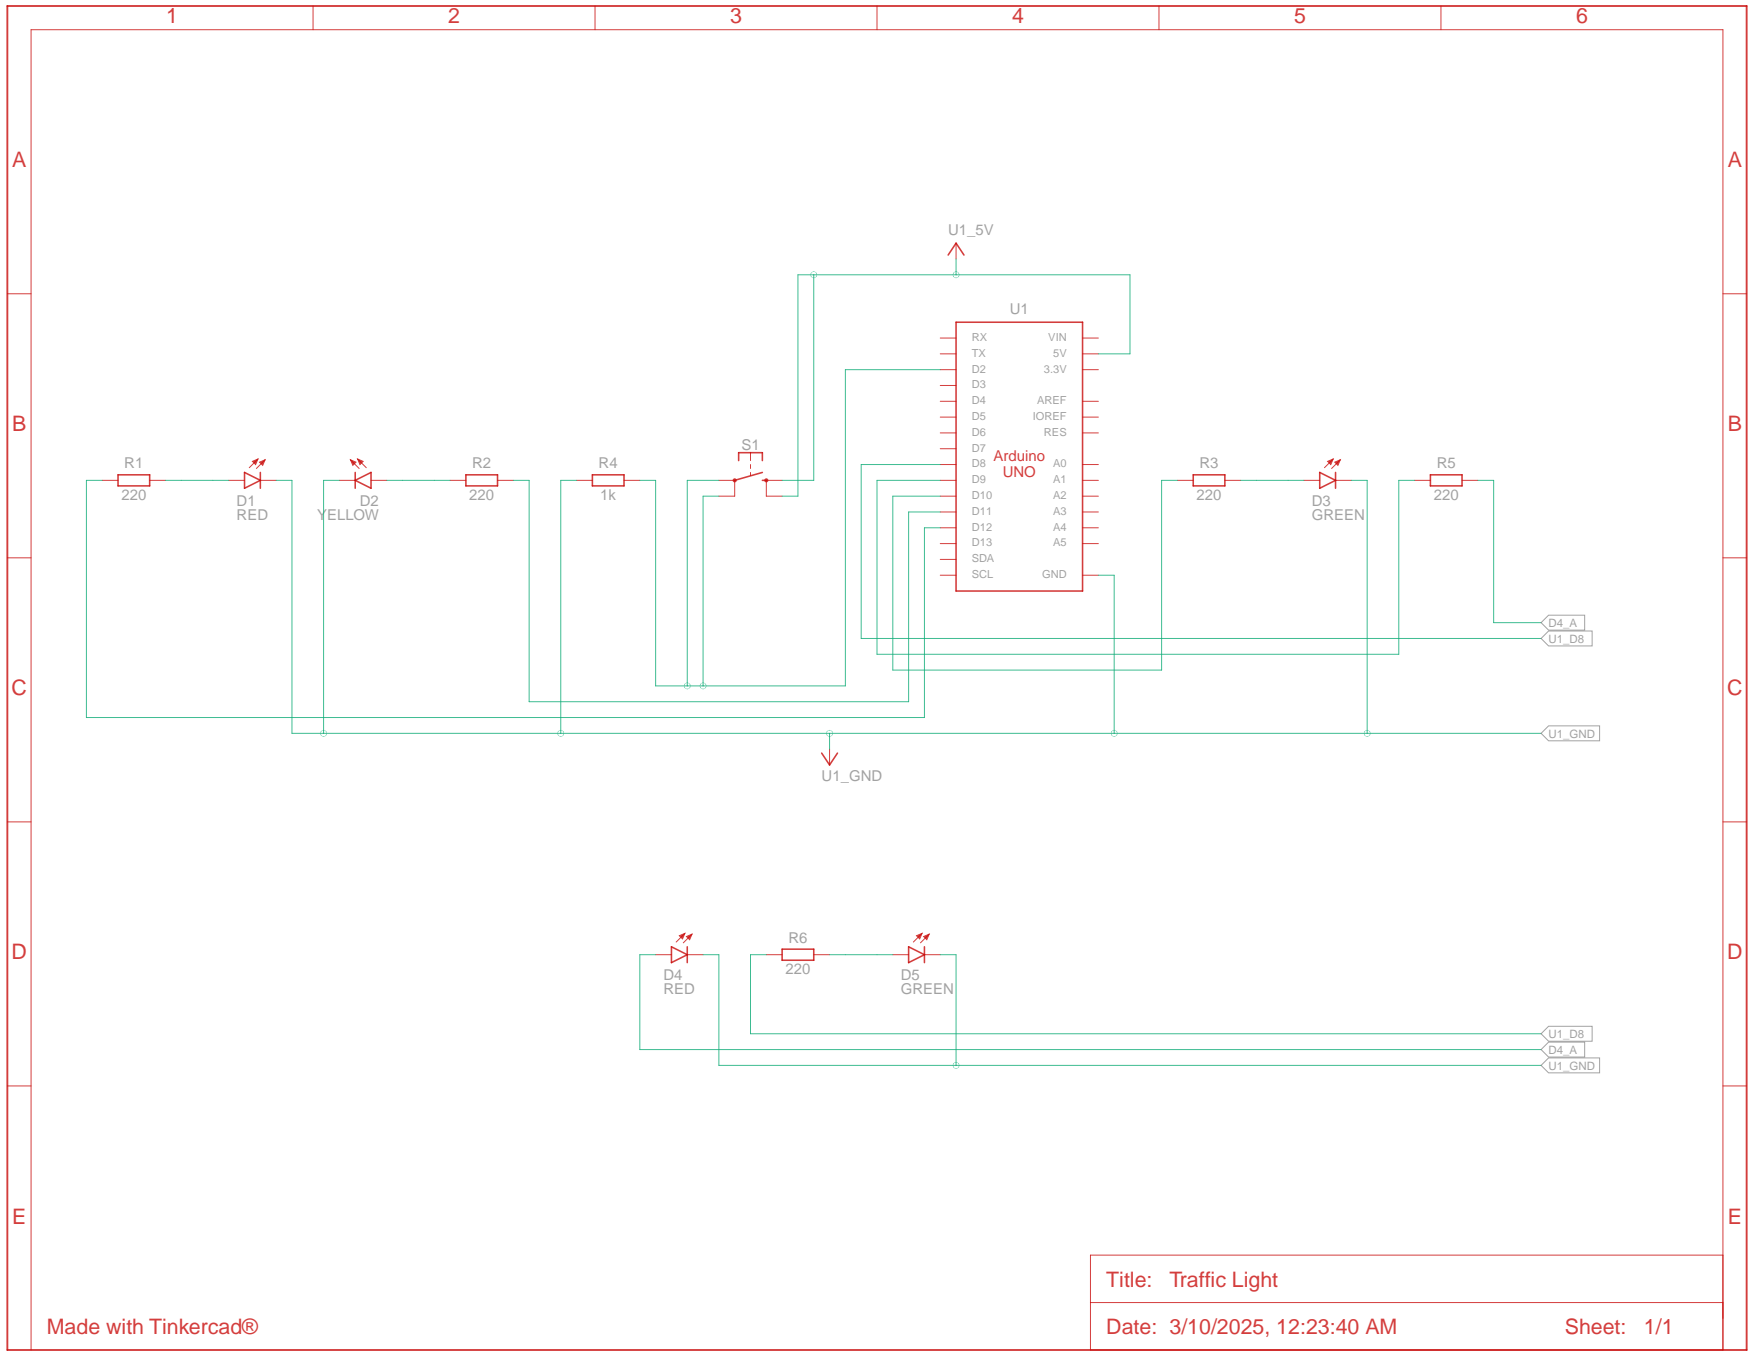 1 2 3 4 5 6
A A
U1_5V
B B
U1
RX VIN
TX 5V
D2 3.3V
D3
D4 AREF
D5 IOREF
D6 RES
D7
Arduino
UNO
D8 A0
D9 A1
D10 A2
D11 A3
D12 A4
D13 A5
SDA
SCL GND
R1
220
D1
RED
D2
YELLOW
R2
220
R4
1k
S1
R3
220
D3
GREEN
R5
220
D4_A
U1_D8
C C
U1_GND
U1_GND
D D
D4
RED
R6
220
D5
GREEN
U1_D8
D4_A
U1_GND
E E
Title: Traffic Light
Made with Tinkercad®
Date: 3/10/2025, 12:23:40 AM Sheet: 1/1